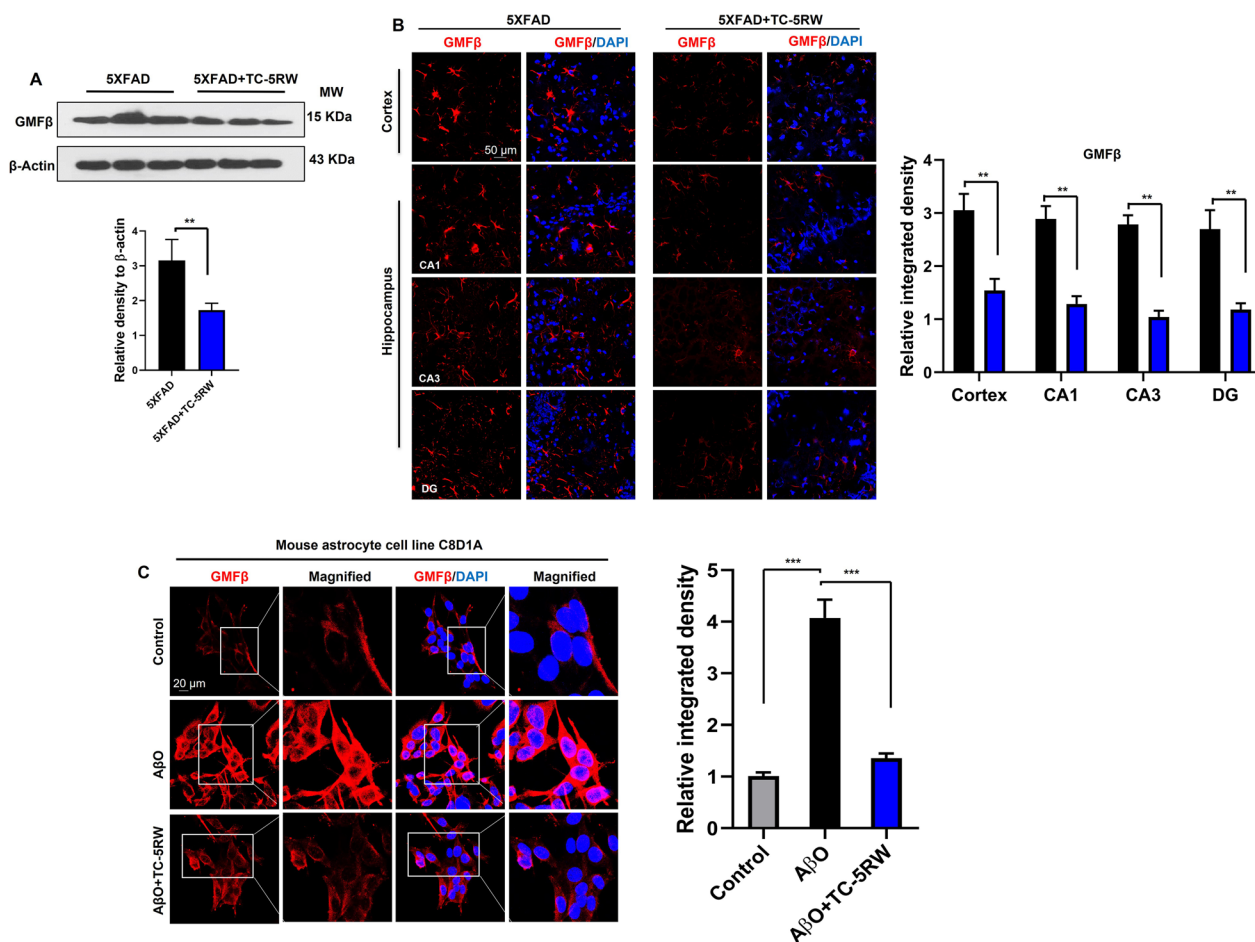 A
5XFAD 5XFAD+TC-5RW
MW
GMFβ
15 KDa
β-Actin
43 KDa
Relative density to β-actin
4
3
2
1
0
**
5XFAD
5XFAD+TC-5RW
B
5XFAD 5XFAD+TC-5RW
GMFβ GMFβ/DAPI GMFβ GMFβ/DAPI
Cortex
50 µm
Hippocampus
CA1
CA3
DG
GMFβ
Relative integrated density
4
3
2
1
0
** ** ** **
Cortex CA1 CA3 DG
C
Mouse astrocyte cell line C8D1A
GMFβ Magnified GMFβ/DAPI Magnified
Control
20 µm
AβO
AβO+TC-5RW
Relative integrated density
5
4
3
2
1
0
*** ***
Control
AβO
AβO+TC-5RW